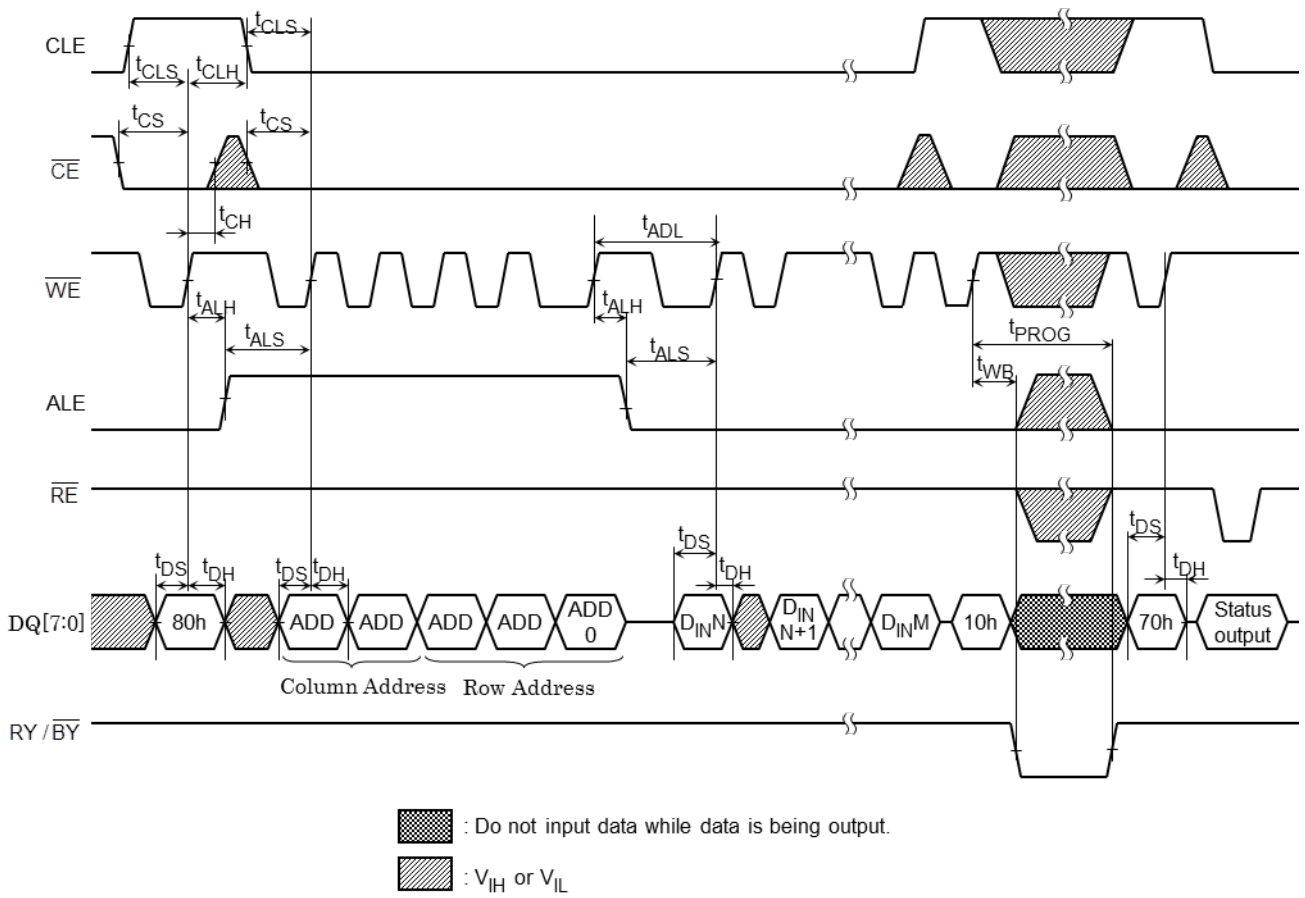 CLE
tCLS
tCLS
tCLH
CE
tCS
tCS
tCH
WE
tADL
tALH
tALS
tALH
tALS
tPROG
tWB
ALE
RE
tDS
tDH
tDS
tDH
tDS
tDH
tDS
tDH
DQ[7:0]
80h
ADD
ADD
ADD
ADD
ADD
0
DINN
DIN
N+1
DINM
10h
70h
Status
output
Column Address
Row Address
RY / BY
: Do not input data while data is being output.
: VIH or VIL